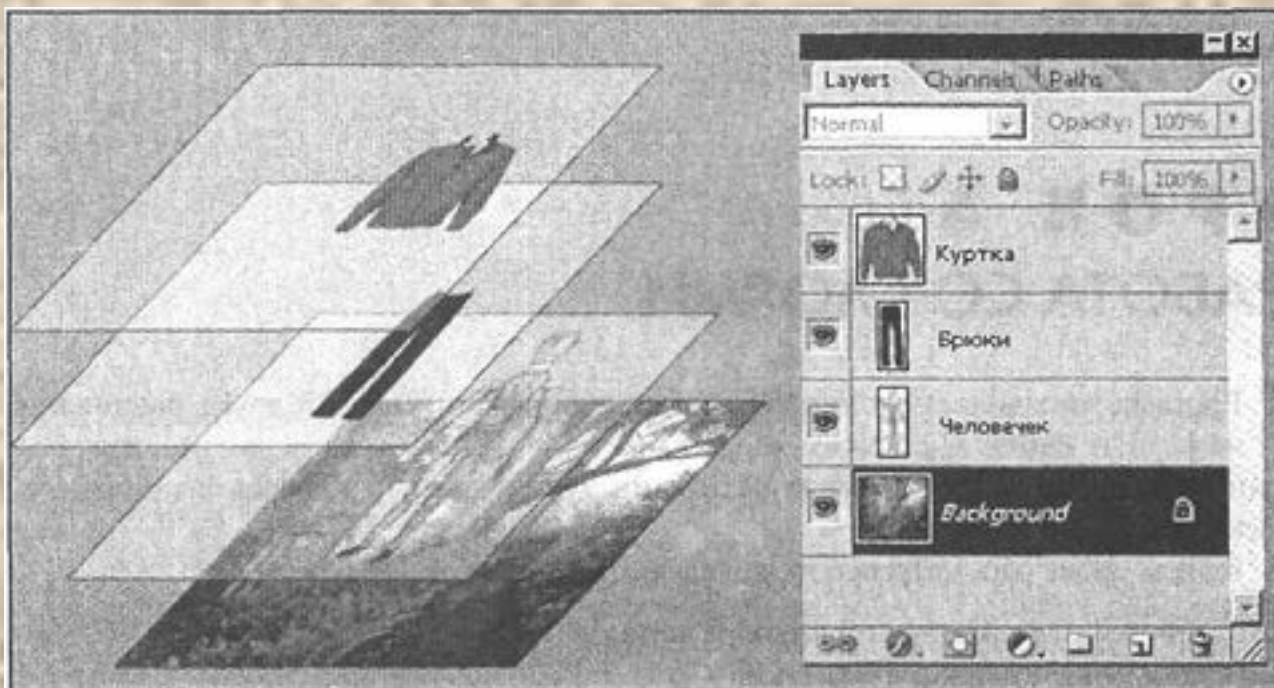 Layers Channels Paths
Normal Opacity: 100%
Lock: Fill: 100%
Куртка
Брюки
Человечек
Background